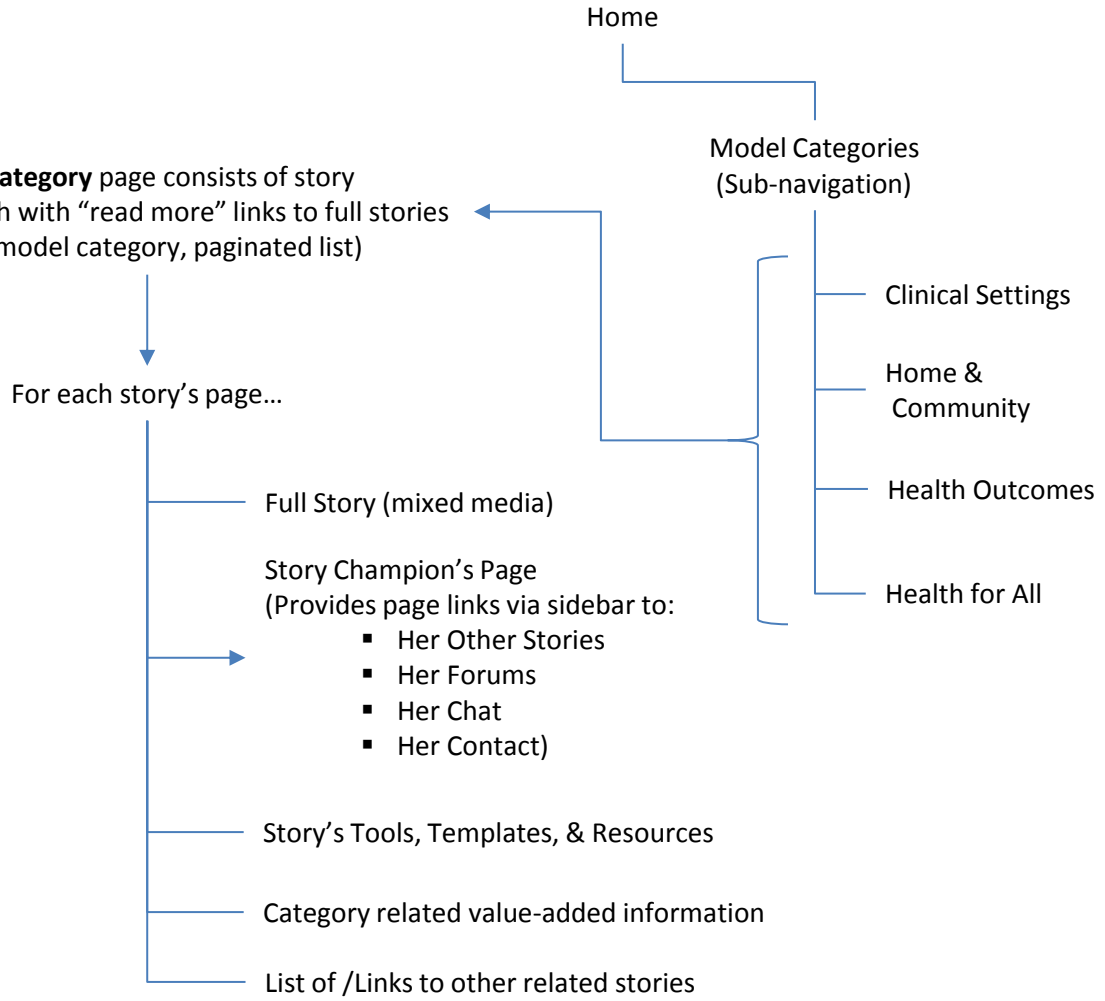 Home
Model Categories
(Sub-navigation)
ategory page consists of story
h with “read more” links to full stories
model category, paginated list)
Clinical Settings
Home &
Community
Health Outcomes
Health for All
For each story’s page…
Full Story (mixed media)
Story Champion’s Page
(Provides page links via sidebar to:
▪ Her Other Stories
▪ Her Forums
▪ Her Chat
▪ Her Contact)
Story’s Tools, Templates, & Resources
Category related value-added information
List of /Links to other related stories